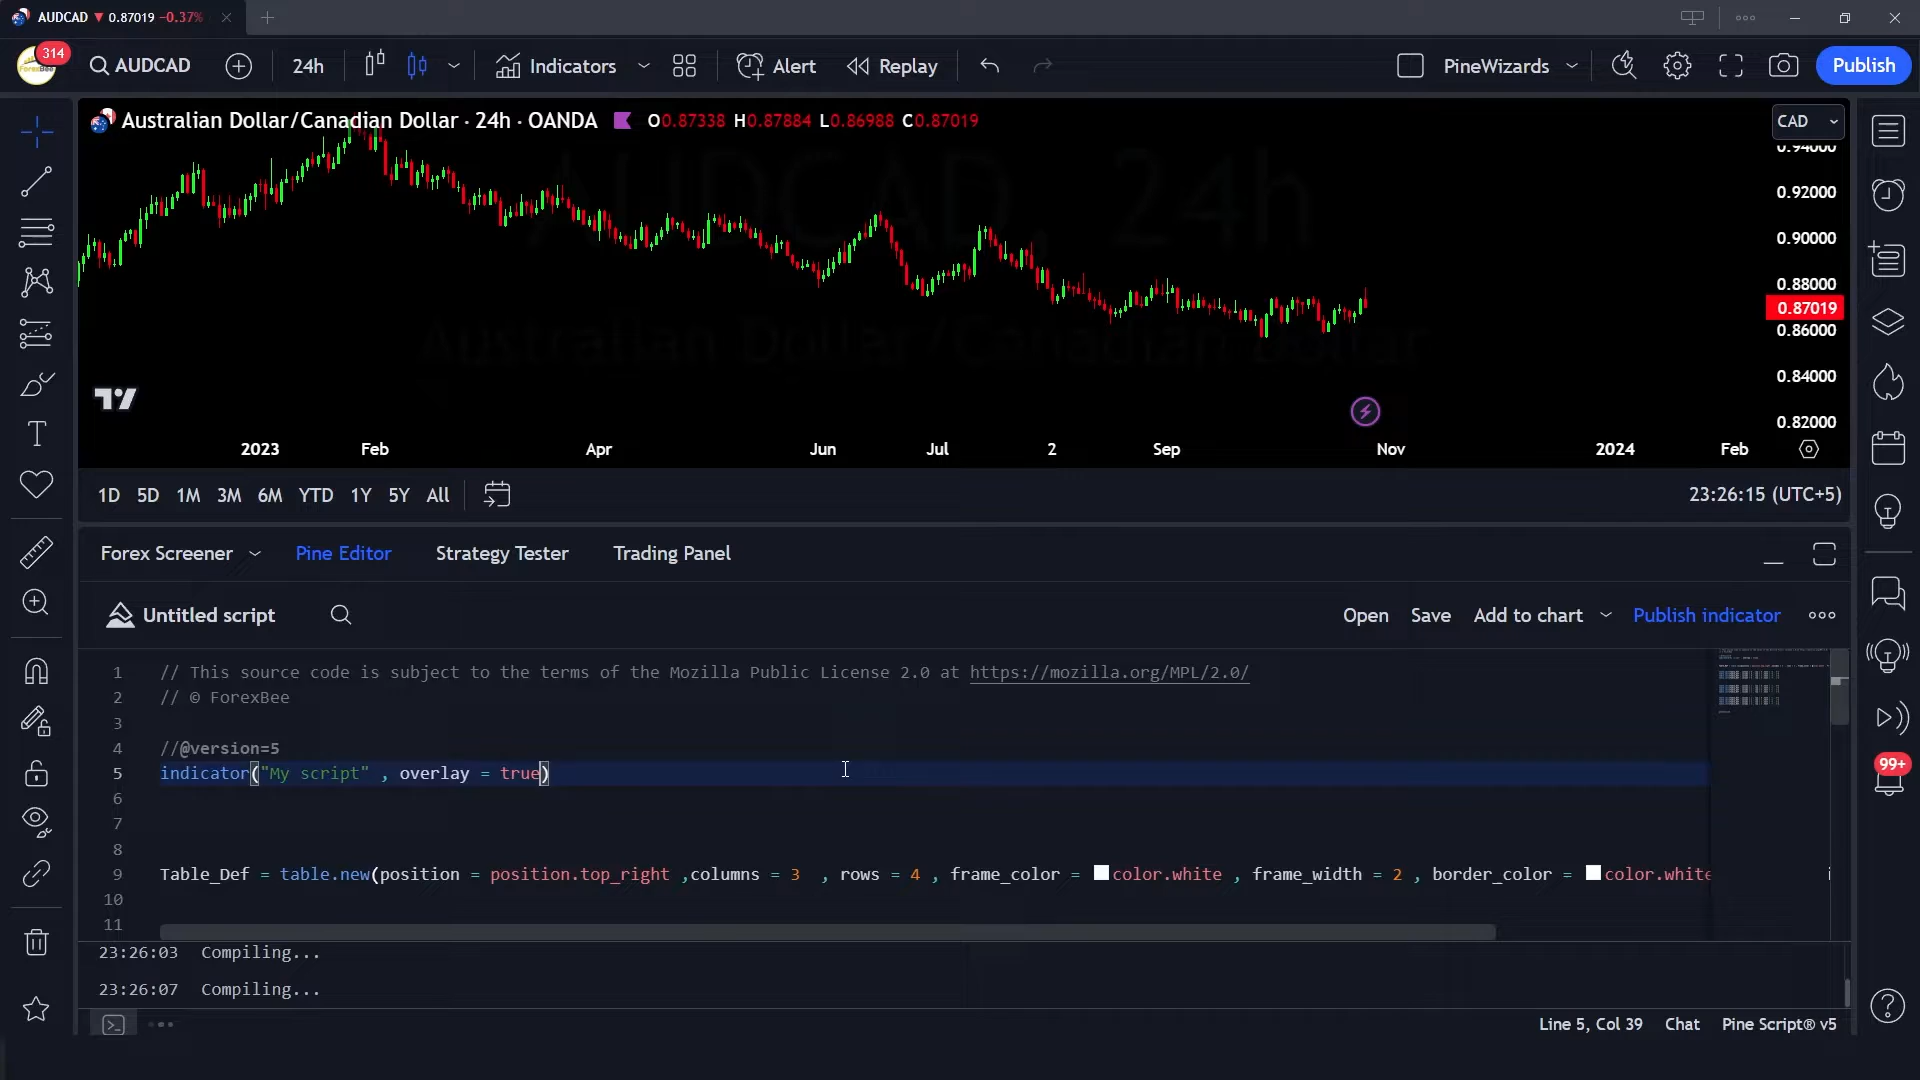 AUDCAD ▼ 0.87019 −0.37%
314
AUDCAD 24h Indicators Alert Replay PineWizards Publish
Australian Dollar/Canadian Dollar · 24h · OANDA O0.87338 H0.87884 L0.86988 C0.87019
CAD
0.94000
AUDCAD, 24h
Australian Dollar/Canadian Dollar
0.92000
0.90000
0.88000
0.87019
0.86000
0.84000
0.82000
2023 Feb Apr Jun Jul 2 Sep Nov 2024 Feb
1D 5D 1M 3M 6M YTD 1Y 5Y All 23:26:15 (UTC+5)
Forex Screener Pine Editor Strategy Tester Trading Panel
Untitled script Open Save Add to chart Publish indicator
1 // This source code is subject to the terms of the Mozilla Public License 2.0 at https://mozilla.org/MPL/2.0/
2 // © ForexBee
3
4 //@version=5
5 indicator("My script" , overlay = true)
6
7
8
9 Table_Def = table.new(position = position.top_right ,columns = 3 , rows = 4 , frame_color = color.white , frame_width = 2 , border_color = color.white
10
11
99+
23:26:03 Compiling...
23:26:07 Compiling...
Line 5, Col 39 Chat Pine Script® v5